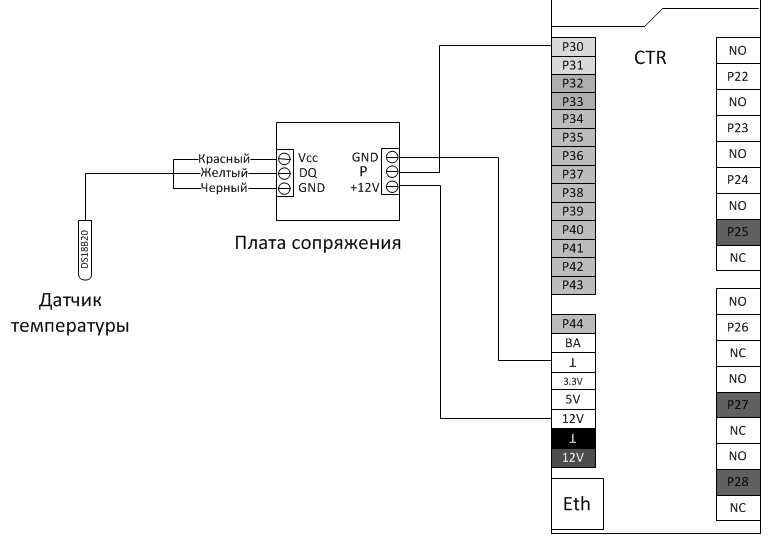 Красный
Желтый
Черный
Vcc
DQ
GND
GND
P
+12V
Плата сопряжения
DS18B20
Датчик
температуры
CTR
P30
P31
P32
P33
P34
P35
P36
P37
P38
P39
P40
P41
P42
P43
P44
BA
⊥
3.3V
5V
12V
⊥
12V
Eth
NO
P22
NO
P23
NO
P24
NO
P25
NC
NO
P26
NC
NO
P27
NC
NO
P28
NC